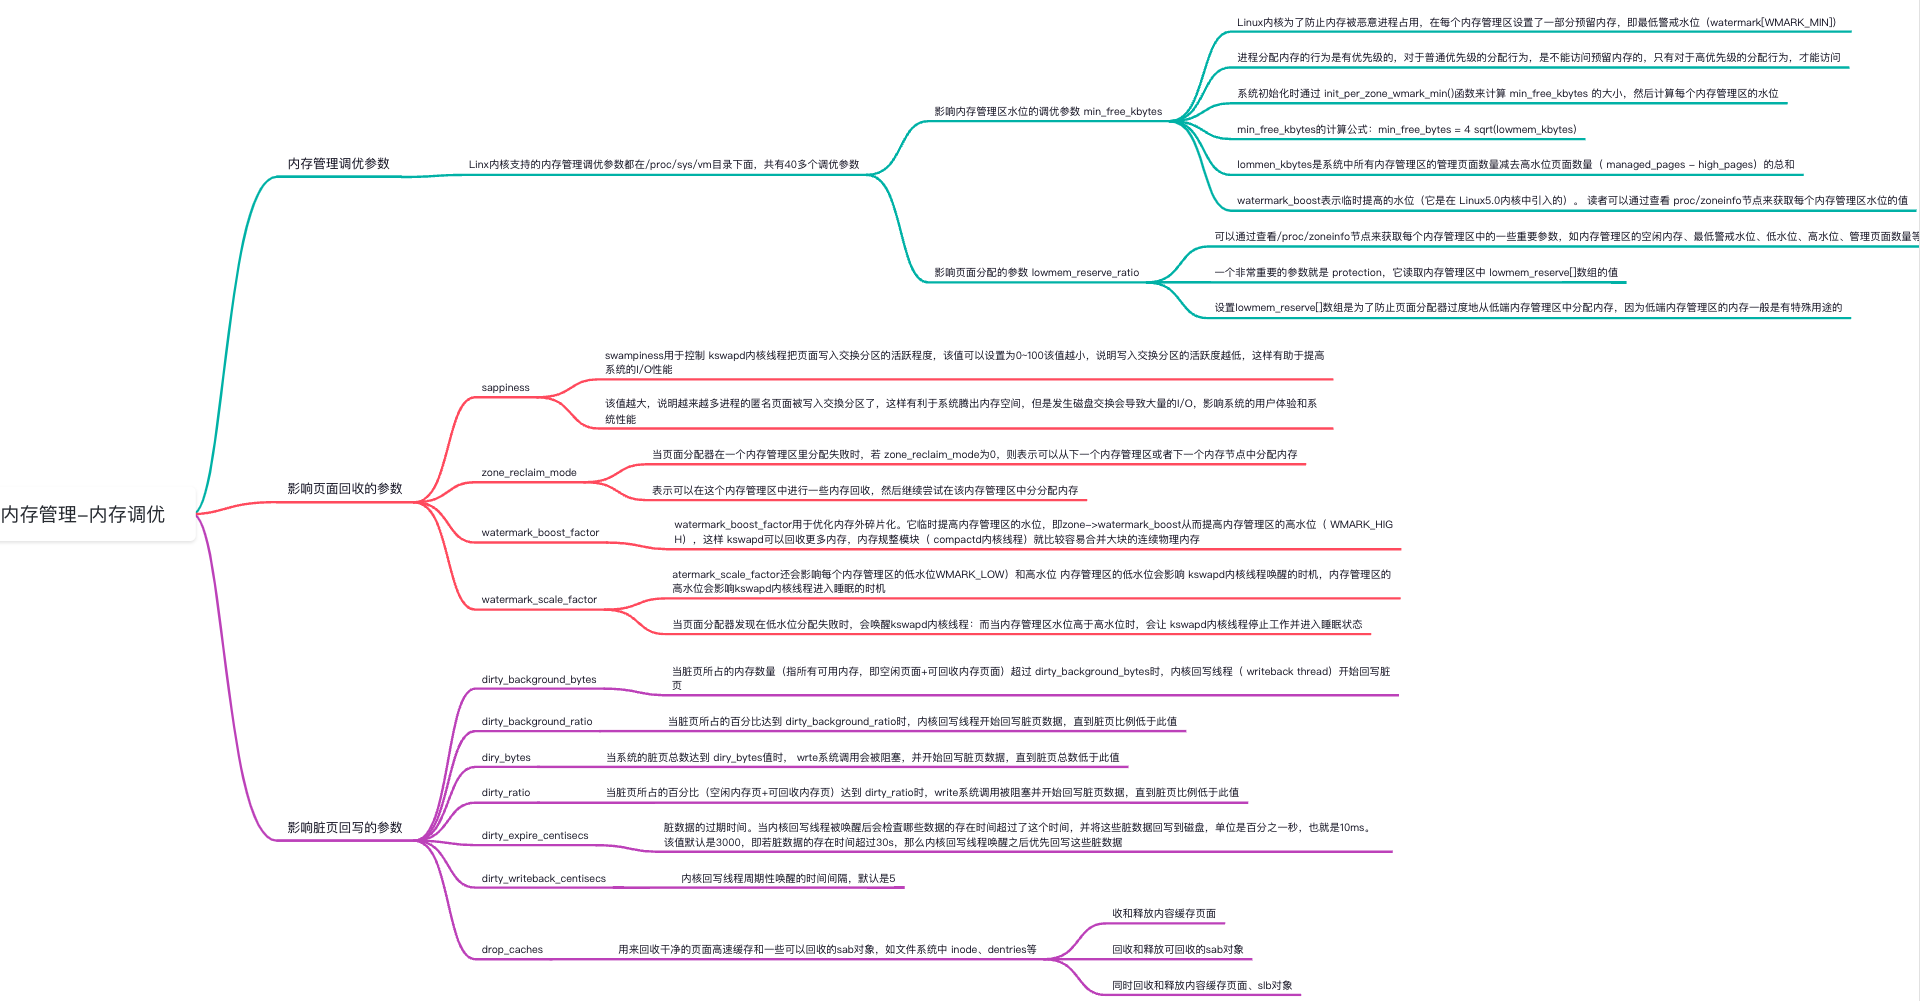 内存管理-内存调优
内存管理调优参数
Linx内核支持的内存管理调优参数都在/proc/sys/vm目录下面，共有40多个调优参数
影响内存管理区水位的调优参数 min_free_kbytes
Linux内核为了防止内存被恶意进程占用，在每个内存管理区设置了一部分预留内存，即最低警戒水位（watermark[WMARK_MIN]）
进程分配内存的行为是有优先级的，对于普通优先级的分配行为，是不能访问预留内存的，只有对于高优先级的分配行为，才能访问
系统初始化时通过 init_per_zone_wmark_min()函数来计算 min_free_kbytes 的大小，然后计算每个内存管理区的水位
min_free_kbytes的计算公式：min_free_bytes = 4 sqrt(lowmem_kbytes)
lommen_kbytes是系统中所有内存管理区的管理页面数量减去高水位页面数量（ managed_pages - high_pages）的总和
watermark_boost表示临时提高的水位（它是在 Linux5.0内核中引入的）。 读者可以通过查看 proc/zoneinfo节点来获取每个内存管理区水位的值
影响页面分配的参数 lowmem_reserve_ratio
可以通过查看/proc/zoneinfo节点来获取每个内存管理区中的一些重要参数，如内存管理区的空闲内存、最低警戒水位、低水位、高水位、管理页面数量等
一个非常重要的参数就是 protection，它读取内存管理区中 lowmem_reserve[]数组的值
设置lowmem_reserve[]数组是为了防止页面分配器过度地从低端内存管理区中分配内存，因为低端内存管理区的内存一般是有特殊用途的
影响页面回收的参数
sappiness
swampiness用于控制 kswapd内核线程把页面写入交换分区的活跃程度，该值可以设置为0~100该值越小，说明写入交换分区的活跃度越低，这样有助于提高
系统的I/O性能
该值越大，说明越来越多进程的匿名页面被写入交换分区了，这样有利于系统腾出内存空间，但是发生磁盘交换会导致大量的I/O，影响系统的用户体验和系
统性能
zone_reclaim_mode
当页面分配器在一个内存管理区里分配失败时，若 zone_reclaim_mode为0，则表示可以从下一个内存管理区或者下一个内存节点中分配内存
表示可以在这个内存管理区中进行一些内存回收，然后继续尝试在该内存管理区中分分配内存
watermark_boost_factor
watermark_boost_factor用于优化内存外碎片化。它临时提高内存管理区的水位，即zone->watermark_boost从而提高内存管理区的高水位（ WMARK_HIG
H），这样 kswapd可以回收更多内存，内存规整模块（ compactd内核线程）就比较容易合并大块的连续物理内存
watermark_scale_factor
atermark_scale_factor还会影响每个内存管理区的低水位WMARK_LOW）和高水位 内存管理区的低水位会影响 kswapd内核线程唤醒的时机，内存管理区的
高水位会影响kswapd内核线程进入睡眠的时机
当页面分配器发现在低水位分配失败时，会唤醒kswapd内核线程：而当内存管理区水位高于高水位时，会让 kswapd内核线程停止工作并进入睡眠状态
影响脏页回写的参数
dirty_background_bytes
当脏页所占的内存数量（指所有可用内存，即空闲页面+可回收内存页面）超过 dirty_background_bytes时，内核回写线程（ writeback thread）开始回写脏
页
dirty_background_ratio
当脏页所占的百分比达到 dirty_background_ratio时，内核回写线程开始回写脏页数据，直到脏页比例低于此值
diry_bytes
当系统的脏页总数达到 diry_bytes值时， wrte系统调用会被阻塞，并开始回写脏页数据，直到脏页总数低于此值
dirty_ratio
当脏页所占的百分比（空闲内存页+可回收内存页）达到 dirty_ratio时，write系统调用被阻塞并开始回写脏页数据，直到脏页比例低于此值
dirty_expire_centisecs
脏数据的过期时间。当内核回写线程被唤醒后会检查哪些数据的存在时间超过了这个时间，并将这些脏数据回写到磁盘，单位是百分之一秒，也就是10ms。
该值默认是3000，即若脏数据的存在时间超过30s，那么内核回写线程唤醒之后优先回写这些脏数据
dirty_writeback_centisecs
内核回写线程周期性唤醒的时间间隔，默认是5
drop_caches
用来回收干净的页面高速缓存和一些可以回收的sab对象，如文件系统中 inode、dentries等
收和释放内容缓存页面
回收和释放可回收的sab对象
同时回收和释放内容缓存页面、slb对象